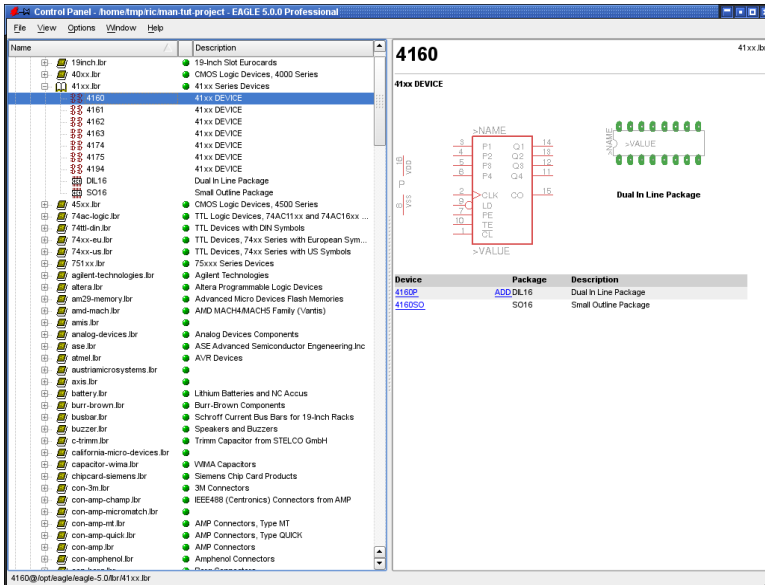 Control Panel - /home/tmp/ric/man-tut-project - EAGLE 5.0.0 Professional
File View Options Window Help
Name Description
19inch.lbr 19-Inch Slot Eurocards
40xx.lbr CMOS Logic Devices, 4000 Series
41xx.lbr 41xx Series Devices
4160 41xx DEVICE
4161 41xx DEVICE
4162 41xx DEVICE
4163 41xx DEVICE
4174 41xx DEVICE
4175 41xx DEVICE
4194 41xx DEVICE
DIL16 Dual In Line Package
SO16 Small Outline Package
45xx.lbr CMOS Logic Devices, 4500 Series
74ac-logic.lbr TTL Logic Devices, 74AC11xx and 74AC16xx ...
74ttl-din.lbr TTL Devices with DIN Symbols
74xx-eu.lbr TTL Devices, 74xx Series with European Sym...
74xx-us.lbr TTL Devices, 74xx Series with US Symbols
751xx.lbr 75xxx Series Devices
agilent-technologies.lbr Agilent Technologies
altera.lbr Altera Programmable Logic Devices
am29-memory.lbr Advanced Micro Devices Flash Memories
amd-mach.lbr AMD MACH4/MACH5 Family (Vantis)
amis.lbr
analog-devices.lbr Analog Devices Components
ase.lbr ASE Advanced Semiconductor Engeneering.Inc
atmel.lbr AVR Devices
austriamicrosystems.lbr
axis.lbr
battery.lbr Lithium Batteries and NC Accus
burr-brown.lbr Burr-Brown Components
busbar.lbr Schroff Current Bus Bars for 19-Inch Racks
buzzer.lbr Speakers and Buzzers
c-trimm.lbr Trimm Capacitor from STELCO GmbH
california-micro-devices.lbr
capacitor-wima.lbr WIMA Capacitors
chipcard-siemens.lbr Siemens Chip Card Products
con-3m.lbr 3M Connectors
con-amp-champ.lbr IEEE488 (Centronics) Connectors from AMP
con-amp-micromatch.lbr
con-amp-mt.lbr AMP Connectors, Type MT
con-amp-quick.lbr AMP Connectors, Type QUICK
con-amp.lbr AMP Connectors
con-amphenol.lbr Amphenol Connectors
4160 41xx.lbr
41xx DEVICE
>NAME
3 P1 Q1 14
4 P2 Q2 13
5 P3 Q3 12
6 P4 Q4 11
2 CLK CO 15
9 LD
7 PE
10 TE
1 CL
>VALUE
16 VDD
P
8 VSS
>NAME
>VALUE
Dual In Line Package
Device Package Description
4160P ADD DIL16 Dual In Line Package
4160SO SO16 Small Outline Package
4160@/opt/eagle/eagle-5.0/lbr/41xx.lbr